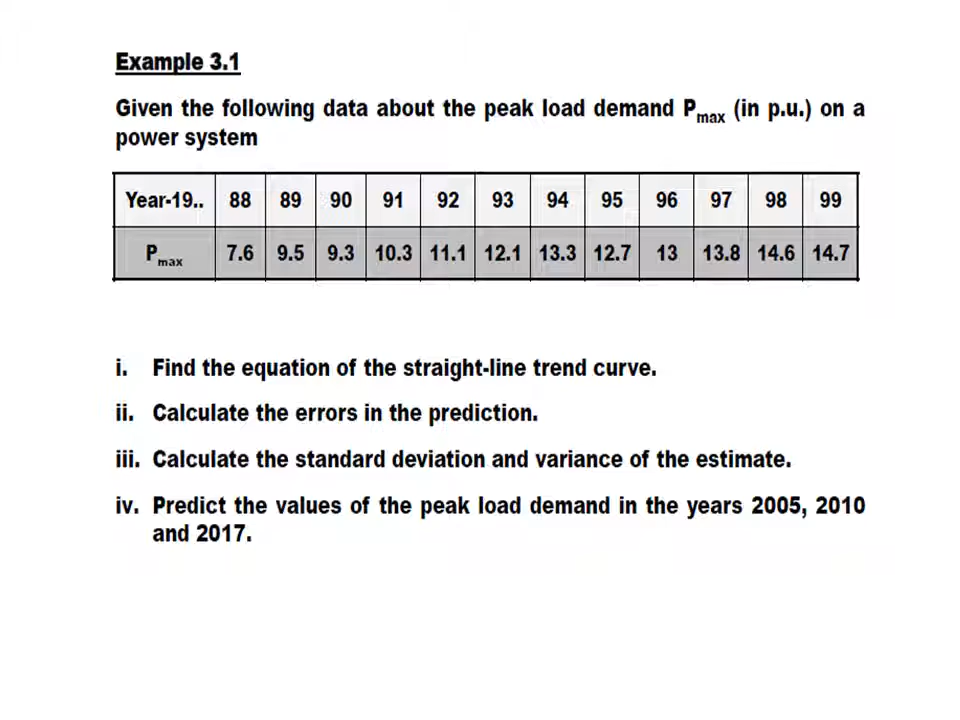 Example 3.1
Given the following data about the peak load demand Pmax (in p.u.) on a
power system
Year-19.. 88 89 90 91 92 93 94 95 96 97 98 99
Pmax 7.6 9.5 9.3 10.3 11.1 12.1 13.3 12.7 13 13.8 14.6 14.7
i. Find the equation of the straight-line trend curve.
ii. Calculate the errors in the prediction.
iii. Calculate the standard deviation and variance of the estimate.
iv. Predict the values of the peak load demand in the years 2005, 2010
and 2017.